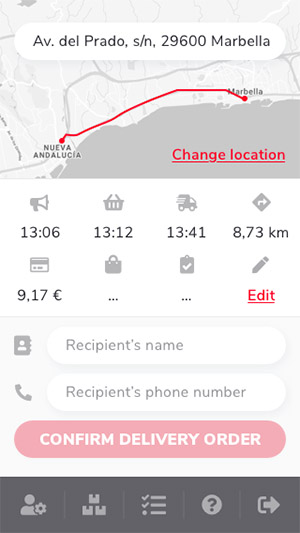 Av. del Prado, s/n, 29600 Marbella
Marbella
NUEVA
ANDALUCÍA
Change location
13:06 13:12 13:41 8,73 km
9,17 € ... ... Edit
Recipient's name
Recipient's phone number
CONFIRM DELIVERY ORDER